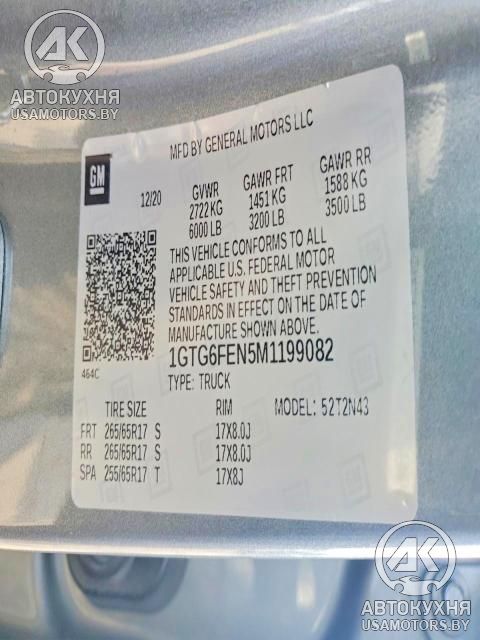 AK
АВТОКУХНЯ
USAMOTORS.BY
MFD BY GENERAL MOTORS LLC
GM
12/20
GVWR GAWR FRT GAWR RR
2722 KG 1451 KG 1588 KG
6000 LB 3200 LB 3500 LB
THIS VEHICLE CONFORMS TO ALL
APPLICABLE U.S. FEDERAL MOTOR
VEHICLE SAFETY AND THEFT PREVENTION
STANDARDS IN EFFECT ON THE DATE OF
MANUFACTURE SHOWN ABOVE.
464C
1GTG6FEN5M1199082
TYPE: TRUCK
TIRE SIZE RIM MODEL: 52T2N43
FRT 265/65R17 S 17X8.0J
RR 265/65R17 S 17X8.0J
SPA 255/65R17 T 17X8J
AK
АВТОКУХНЯ
USAMOTORS.BY